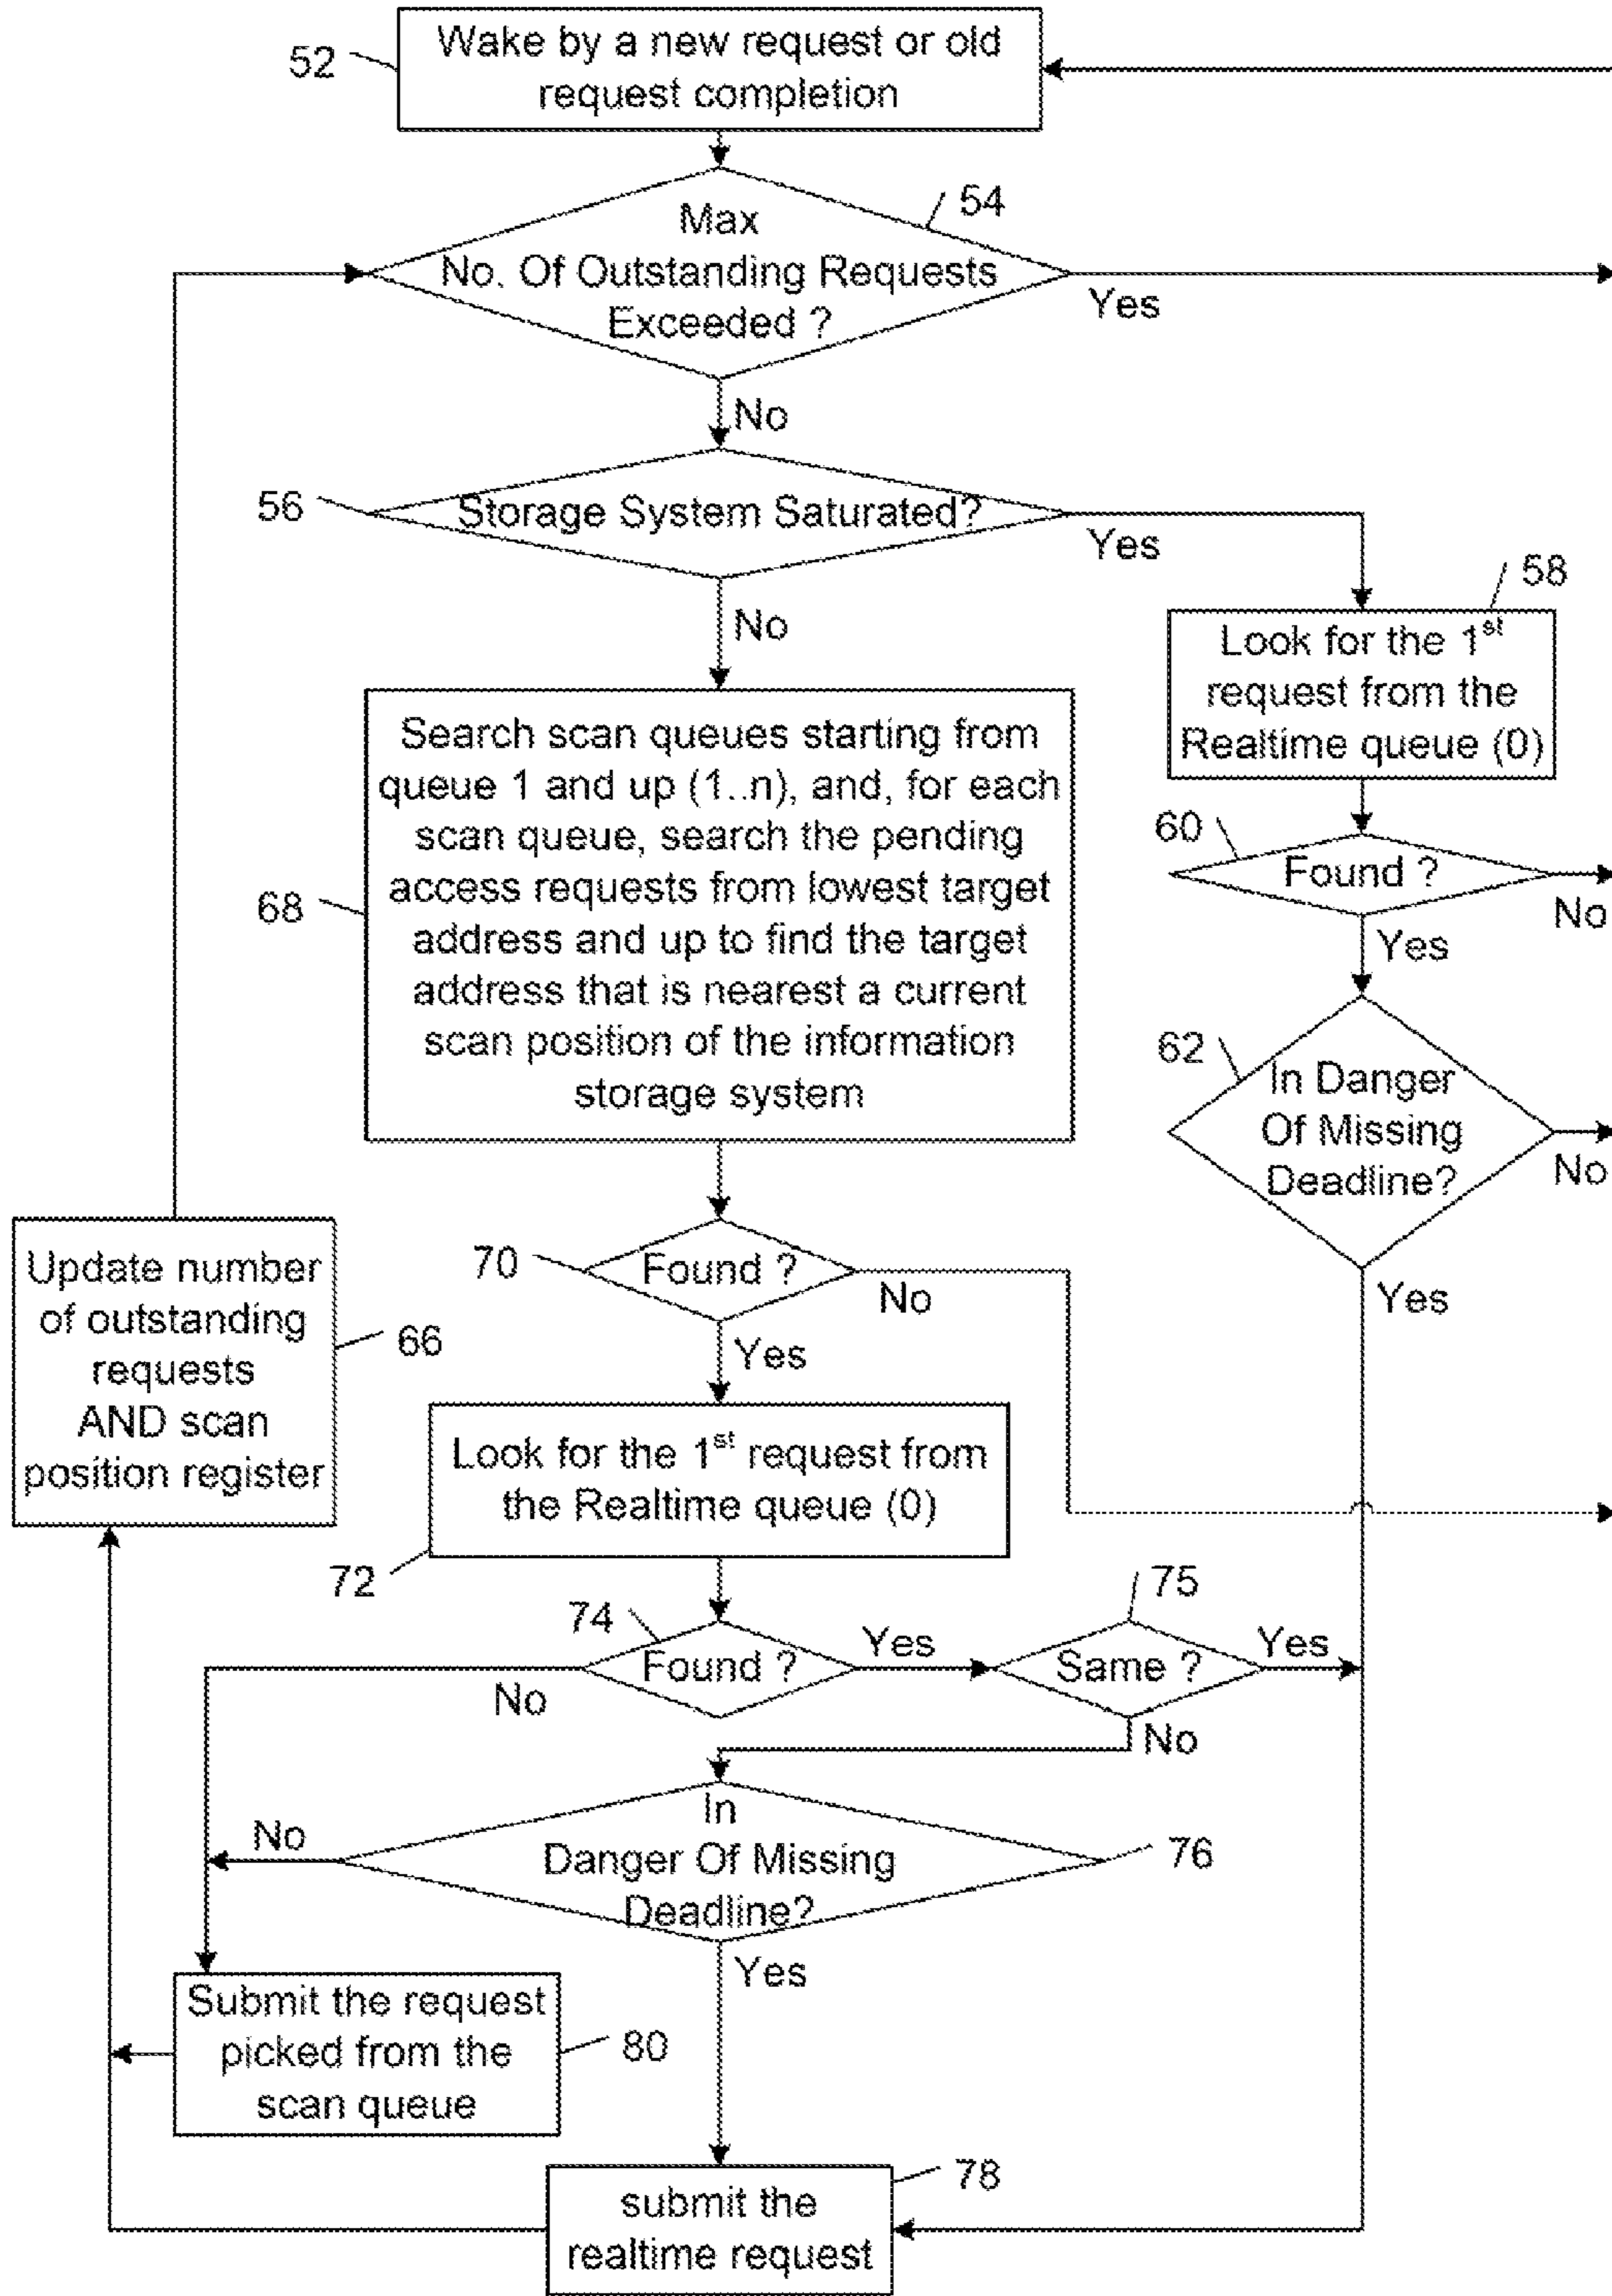 52
Wake by a new request or old
request completion
54
Max
No. Of Outstanding Requests
Exceeded ?
Yes
No
56
Storage System Saturated?
Yes
No
58
Look for the 1st
request from the
Realtime queue (0)
60
Found ?
No
Yes
62
In Danger
Of Missing
Deadline?
No
Yes
68
Search scan queues starting from
queue 1 and up (1..n), and, for each
scan queue, search the pending
access requests from lowest target
address and up to find the target
address that is nearest a current
scan position of the information
storage system
70
Found ?
No
Yes
Update number
of outstanding
requests
AND scan
position register
66
Look for the 1st request from
the Realtime queue (0)
72
74
Found ?
Yes
No
75
Same ?
Yes
No
In
Danger Of Missing
Deadline?
76
No
Yes
Submit the request
picked from the
scan queue
80
submit the
realtime request
78